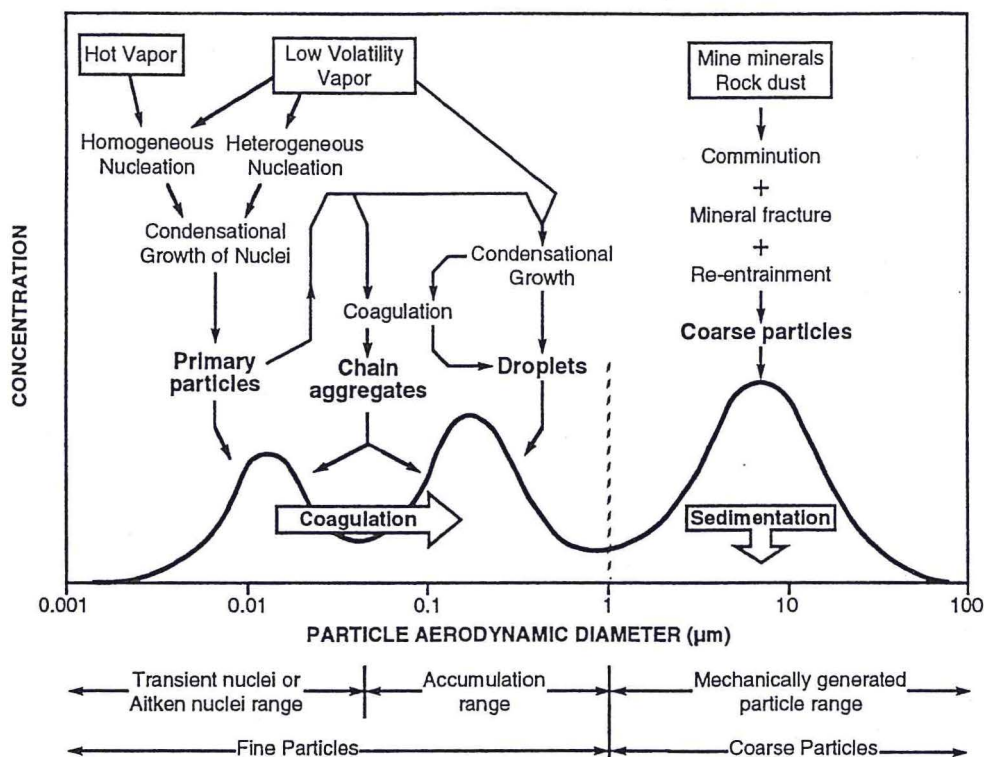 Hot Vapor
Low Volatility
Vapor
Mine minerals
Rock dust
Homogeneous
Nucleation
Heterogeneous
Nucleation
Comminution
+
Mineral fracture
+
Re-entrainment
Condensational
Growth of Nuclei
Condensational
Growth
Coagulation
Coarse particles
Primary
particles
Chain
aggregates
Droplets
CONCENTRATION
Coagulation
Sedimentation
0.001
0.01
0.1
1
10
100
PARTICLE AERODYNAMIC DIAMETER (µm)
Transient nuclei or
Aitken nuclei range
Accumulation
range
Mechanically generated
particle range
Fine Particles
Coarse Particles